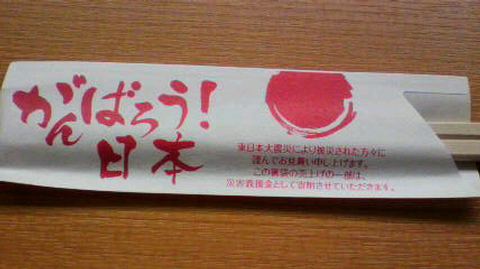 がんばろう!
日本
東日本大震災により被災された方々に
謹んでお見舞い申し上げます。
この箸袋の売上げの一部は、
災害義援金として寄附させていただきます。